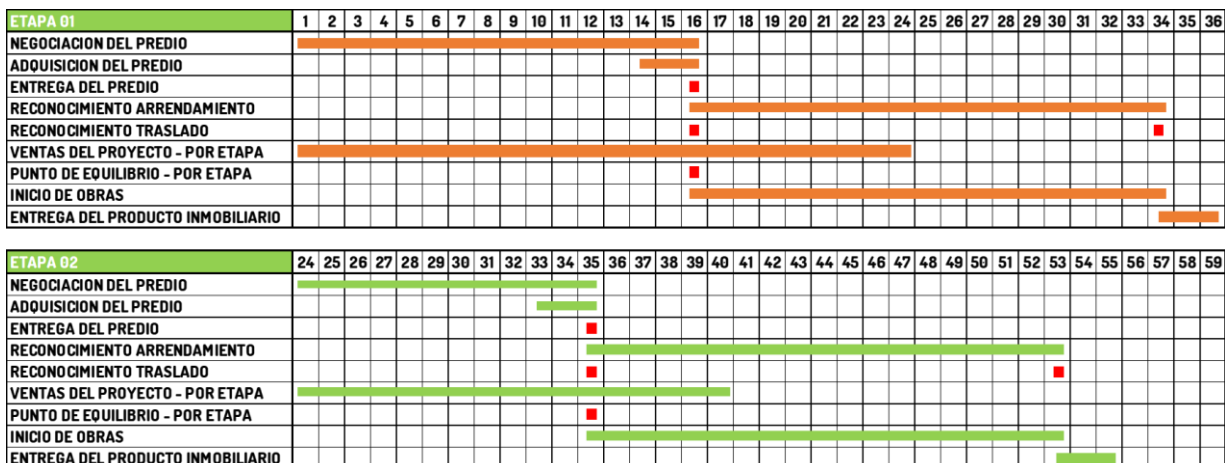 ETAPA 01 1 2 3 4 5 6 7 8 9 10 11 12 13 14 15 16 17 18 19 20 21 22 23 24 25 26 27 28 29 30 31 32 33 34 35 36
NEGOCIACION DEL PREDIO
ADQUISICION DEL PREDIO
ENTREGA DEL PREDIO
RECONOCIMIENTO ARRENDAMIENTO
RECONOCIMIENTO TRASLADO
VENTAS DEL PROYECTO - POR ETAPA
PUNTO DE EQUILIBRIO - POR ETAPA
INICIO DE OBRAS
ENTREGA DEL PRODUCTO INMOBILIARIO
ETAPA 02 24 25 26 27 28 29 30 31 32 33 34 35 36 37 38 39 40 41 42 43 44 45 46 47 48 49 50 51 52 53 54 55 56 57 58 59
NEGOCIACION DEL PREDIO
ADQUISICION DEL PREDIO
ENTREGA DEL PREDIO
RECONOCIMIENTO ARRENDAMIENTO
RECONOCIMIENTO TRASLADO
VENTAS DEL PROYECTO - POR ETAPA
PUNTO DE EQUILIBRIO - POR ETAPA
INICIO DE OBRAS
ENTREGA DEL PRODUCTO INMOBILIARIO